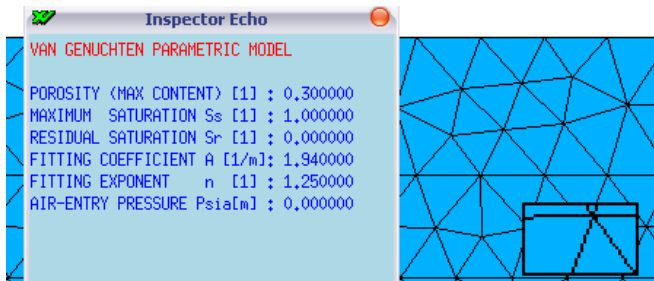 Inspector Echo
VAN GENUCHTEN PARAMETRIC MODEL
POROSITY (MAX CONTENT) [1] : 0.300000
MAXIMUM SATURATION Ss [1] : 1.000000
RESIDUAL SATURATION Sr [1] : 0.000000
FITTING COEFFICIENT A [1/m]: 1.940000
FITTING EXPONENT n [1] : 1.250000
AIR-ENTRY PRESSURE Psia[m] : 0.000000